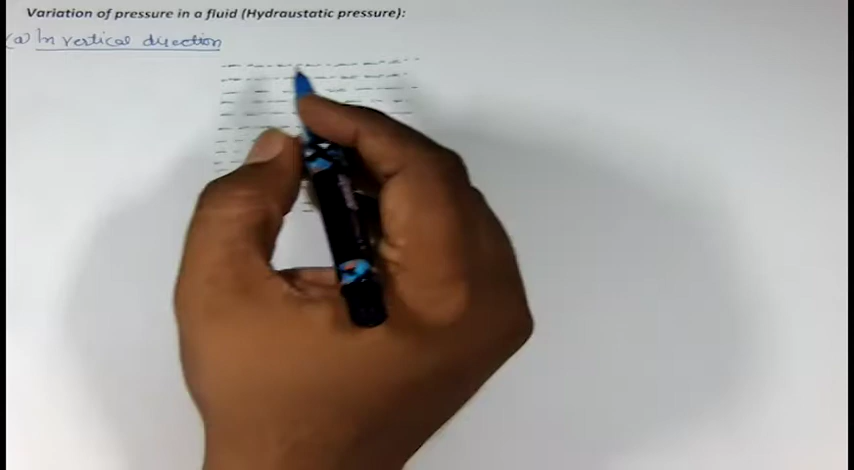 Variation of pressure in a fluid (Hydraustatic pressure):
(a) In vertical direction